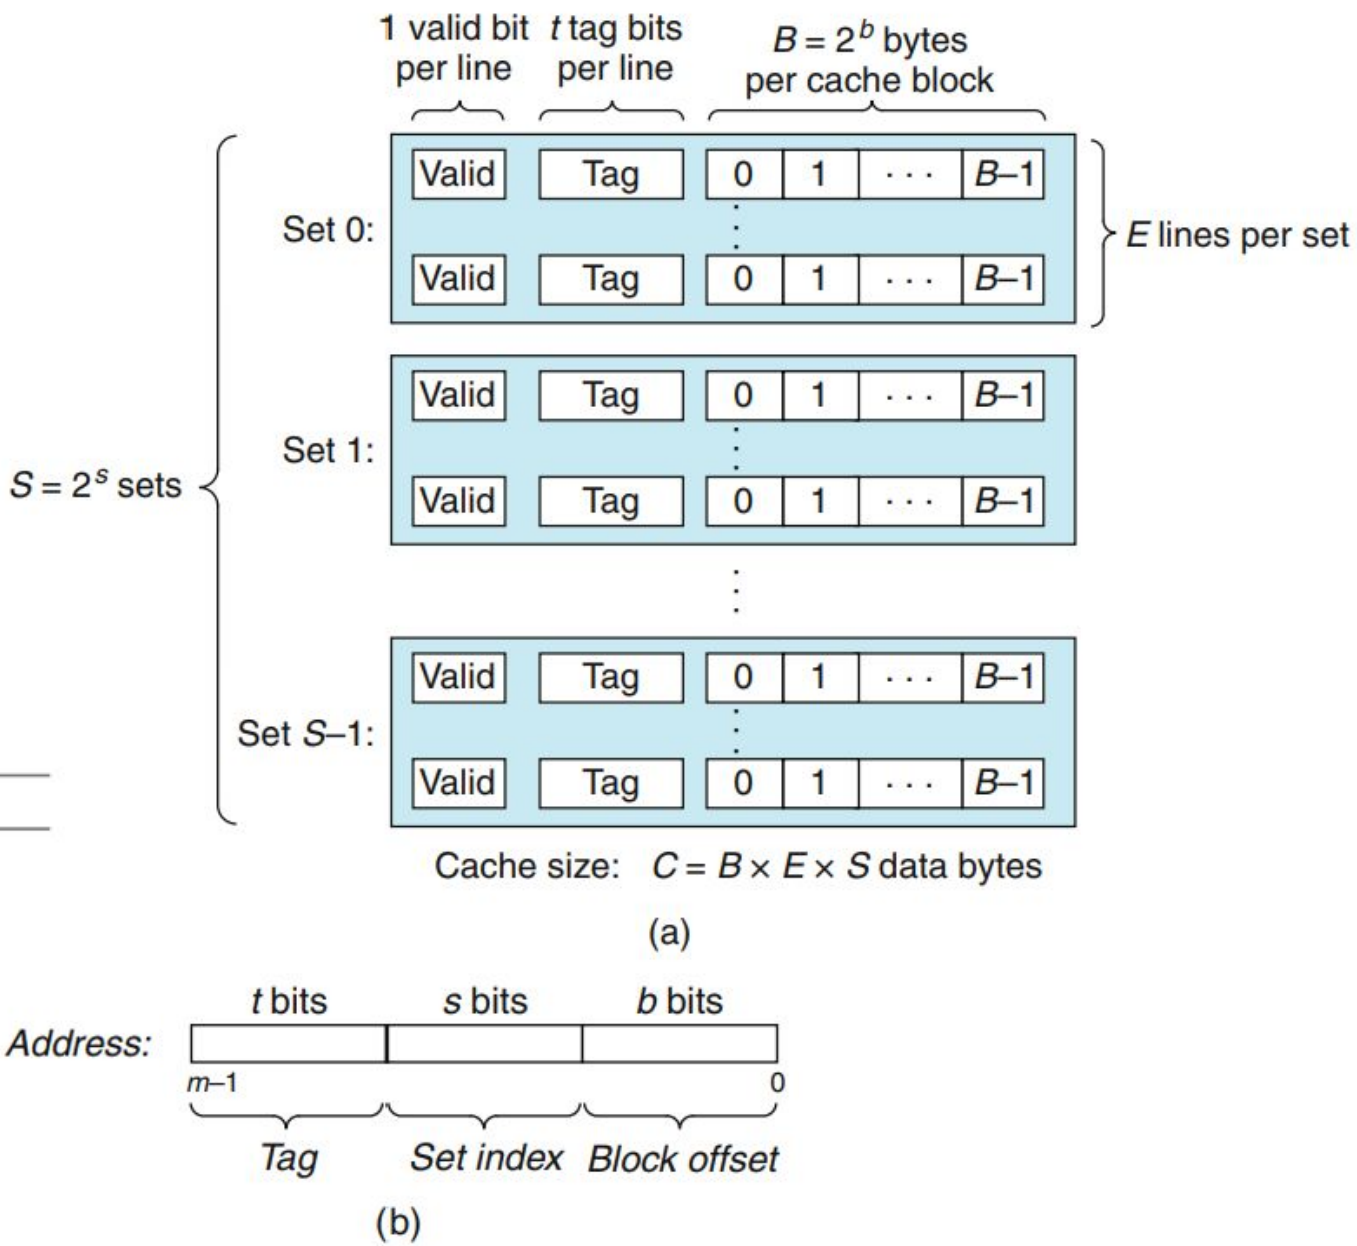 1 valid bit per line
t tag bits per line
B = 2^b bytes per cache block
Valid Tag 0 1 · · · B–1
Set 0:
E lines per set
Valid Tag 0 1 · · · B–1
Valid Tag 0 1 · · · B–1
Set 1:
S = 2^s sets
Valid Tag 0 1 · · · B–1
Valid Tag 0 1 · · · B–1
Set S–1:
Valid Tag 0 1 · · · B–1
Cache size: C = B × E × S data bytes
(a)
t bits s bits b bits
Address:
m–1 0
Tag Set index Block offset
(b)